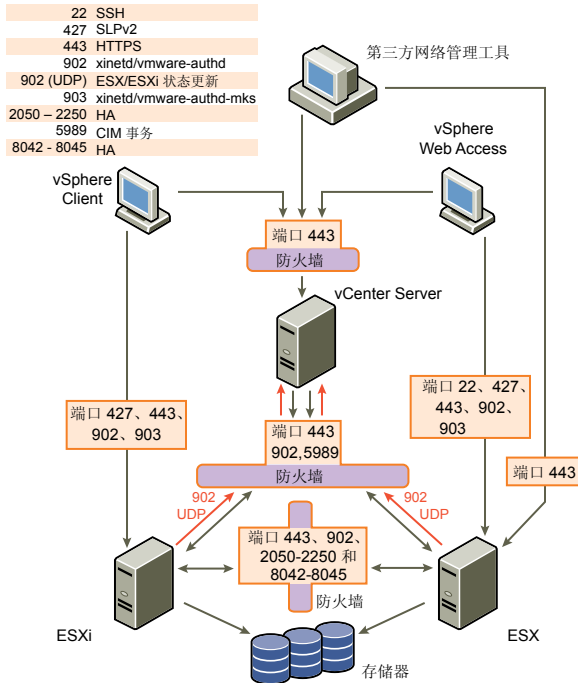 22 SSH
427 SLPv2
443 HTTPS
902 xinetd/vmware-authd
902 (UDP) ESX/ESXi 状态更新
903 xinetd/vmware-authd-mks
2050 – 2250 HA
5989 CIM 事务
8042 - 8045 HA
第三方网络管理工具
vSphere
Client
vSphere
Web Access
端口 443
防火墙
vCenter Server
端口 427、443、
902、903
端口 443
902,5989
防火墙
端口 22、427、
443、902、
903
端口 443
902
UDP
902
UDP
端口 443、902、
2050-2250 和
8042-8045
防火墙
ESXi
ESX
存储器